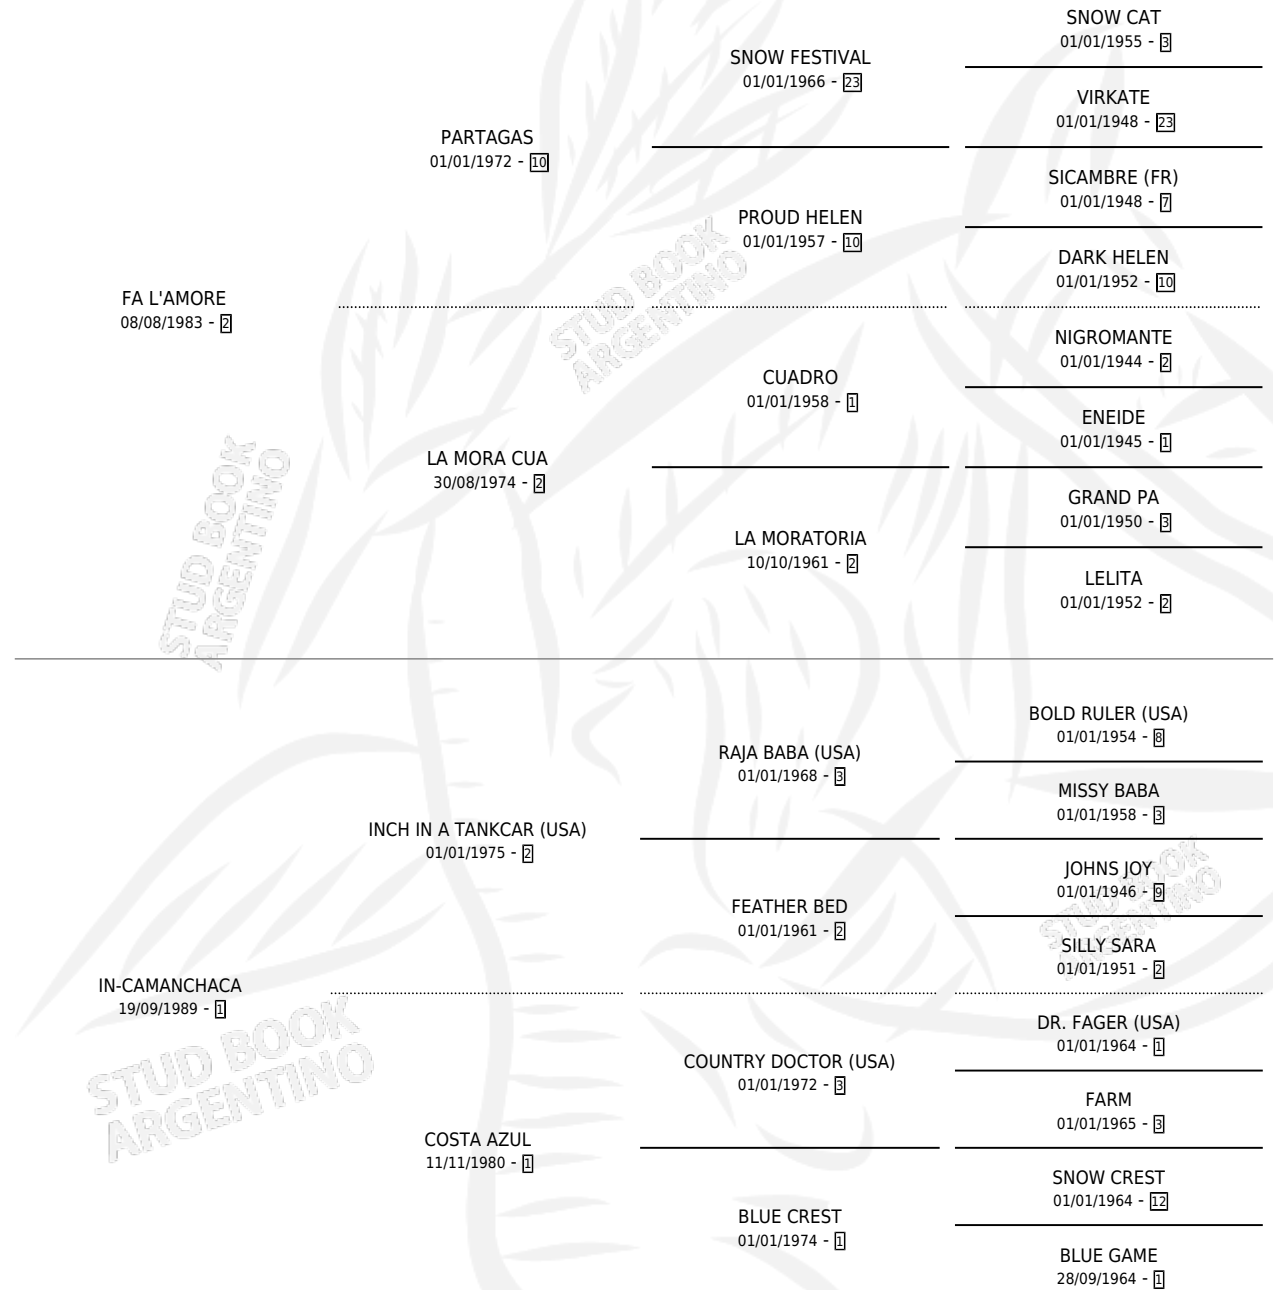 SNOW CAT
01/01/1955 - 3
SNOW FESTIVAL
01/01/1966 - 23
VIRKATE
01/01/1948 - 23
PARTAGAS
01/01/1972 - 10
SICAMBRE (FR)
01/01/1948 - 7
PROUD HELEN
01/01/1957 - 10
DARK HELEN
01/01/1952 - 10
FA L'AMORE
08/08/1983 - 2
NIGROMANTE
01/01/1944 - 2
CUADRO
01/01/1958 - 1
ENEIDE
01/01/1945 - 1
LA MORA CUA
30/08/1974 - 2
GRAND PA
01/01/1950 - 3
LA MORATORIA
10/10/1961 - 2
LELITA
01/01/1952 - 2
BOLD RULER (USA)
01/01/1954 - 8
RAJA BABA (USA)
01/01/1968 - 3
MISSY BABA
01/01/1958 - 3
INCH IN A TANKCAR (USA)
01/01/1975 - 2
JOHNS JOY
01/01/1946 - 9
FEATHER BED
01/01/1961 - 2
SILLY SARA
01/01/1951 - 2
IN-CAMANCHACA
19/09/1989 - 1
DR. FAGER (USA)
01/01/1964 - 1
COUNTRY DOCTOR (USA)
01/01/1972 - 3
FARM
01/01/1965 - 3
COSTA AZUL
11/11/1980 - 1
SNOW CREST
01/01/1964 - 12
BLUE CREST
01/01/1974 - 1
BLUE GAME
28/09/1964 - 1
STUD BOOK
ARGENTINO
STUD BOOK
ARGENTINO
STUD BOOK
ARGENTINO
STUD BOOK
ARGENTINO